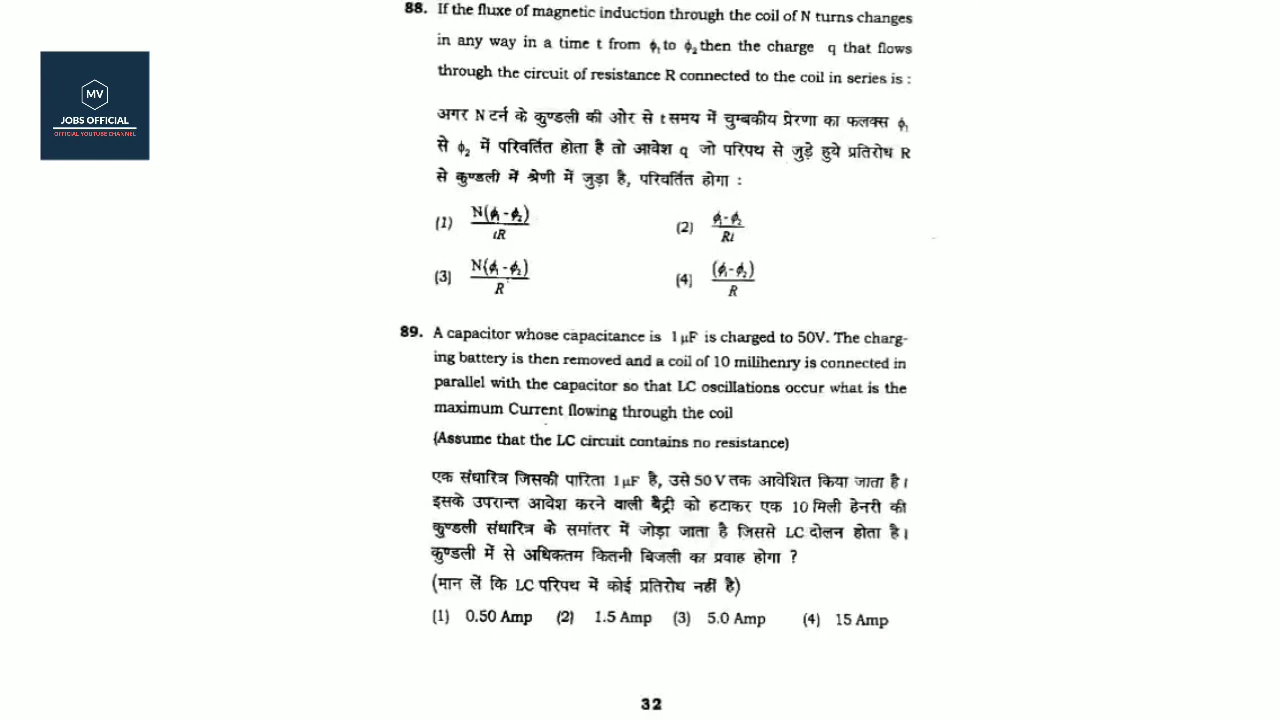 MV
JOBS OFFICIAL
OFFICIAL YOUTUBE CHANNEL
88. If the fluxe of magnetic induction through the coil of N turns changes
in any way in a time t from ϕ₁ to ϕ₂ then the charge q that flows
through the circuit of resistance R connected to the coil in series is :
अगर N टर्न के कुण्डली की ओर से t समय में चुम्बकीय प्रेरणा का फलक्स ϕ₁
से ϕ₂ में परिवर्तित होता है तो आवेश q जो परिपथ से जुड़े हुये प्रतिरोध R
से कुण्डली में श्रेणी में जुड़ा है, परिवर्तित होगा :
(1) N(ϕ₁-ϕ₂)/tR (2) ϕ₁-ϕ₂/Rt
(3) N(ϕ₁-ϕ₂)/R (4) (ϕ₁-ϕ₂)/R
89. A capacitor whose capacitance is 1 μF is charged to 50V. The charg-
ing battery is then removed and a coil of 10 milihenry is connected in
parallel with the capacitor so that LC oscillations occur what is the
maximum Current flowing through the coil
(Assume that the LC circuit contains no resistance)
एक संधारित्र जिसकी पारिता 1 μF है, उसे 50 V तक आवेशित किया जाता है।
इसके उपरान्त आवेश करने वाली बैट्री को हटाकर एक 10 मिली हेनरी की
कुण्डली संधारित्र के समांतर में जोड़ा जाता है जिससे LC दोलन होता है।
कुण्डली में से अधिकतम कितनी बिजली का प्रवाह होगा ?
(मान लें कि LC परिपथ में कोई प्रतिरोध नहीं है)
(1) 0.50 Amp (2) 1.5 Amp (3) 5.0 Amp (4) 15 Amp
32